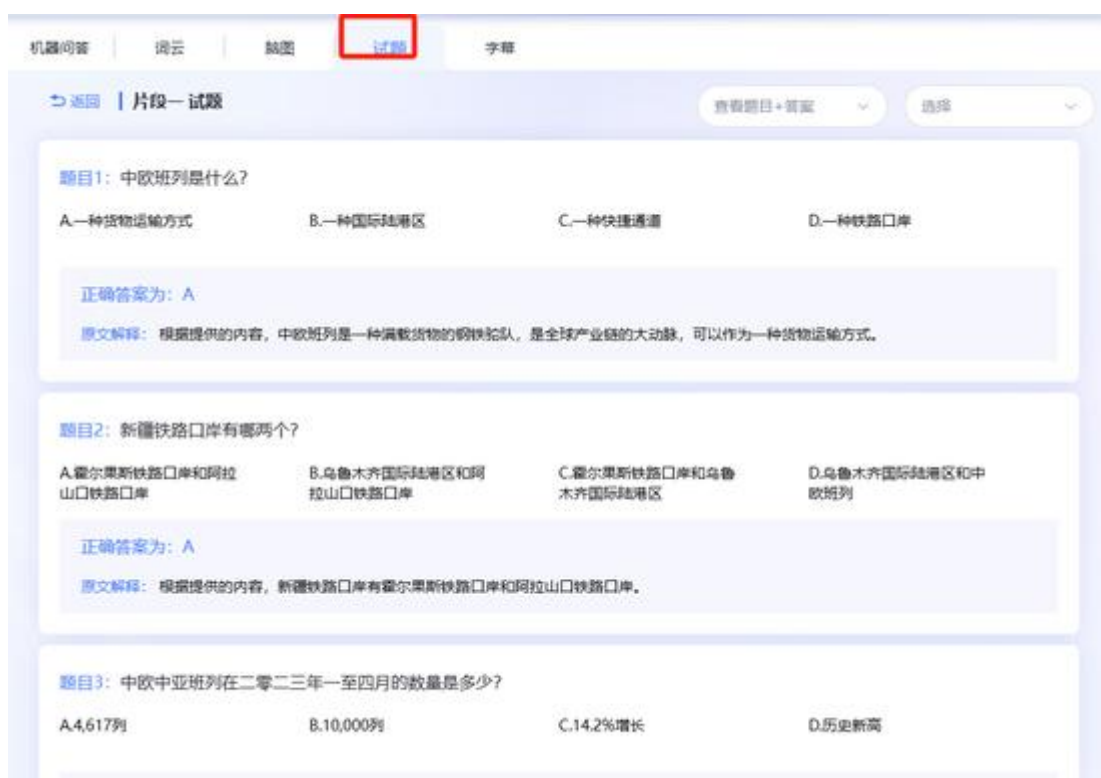 机器问答 词云 脑图 试题 字幕
返回 片段一 试题 查看题目+答案 选择
题目1：中欧班列是什么？
A.一种货物运输方式 B.一种国际陆港区 C.一种快捷通道 D.一种铁路口岸
正确答案为：A
原文解释：根据提供的内容，中欧班列是一种满载货物的钢铁驼队，是全球产业链的大动脉，可以作为一种货物运输方式。
题目2：新疆铁路口岸有哪两个？
A.霍尔果斯铁路口岸和阿拉 B.乌鲁木齐国际陆港区和阿 C.霍尔果斯铁路口岸和乌鲁 D.乌鲁木齐国际陆港区和中
山口铁路口岸 拉山口铁路口岸 木齐国际陆港区 欧班列
正确答案为：A
原文解释：根据提供的内容，新疆铁路口岸有霍尔果斯铁路口岸和阿拉山口铁路口岸。
题目3：中欧中亚班列在二零二三年一至四月的数量是多少？
A.4,617列 B.10,000列 C.14.2%增长 D.历史新高